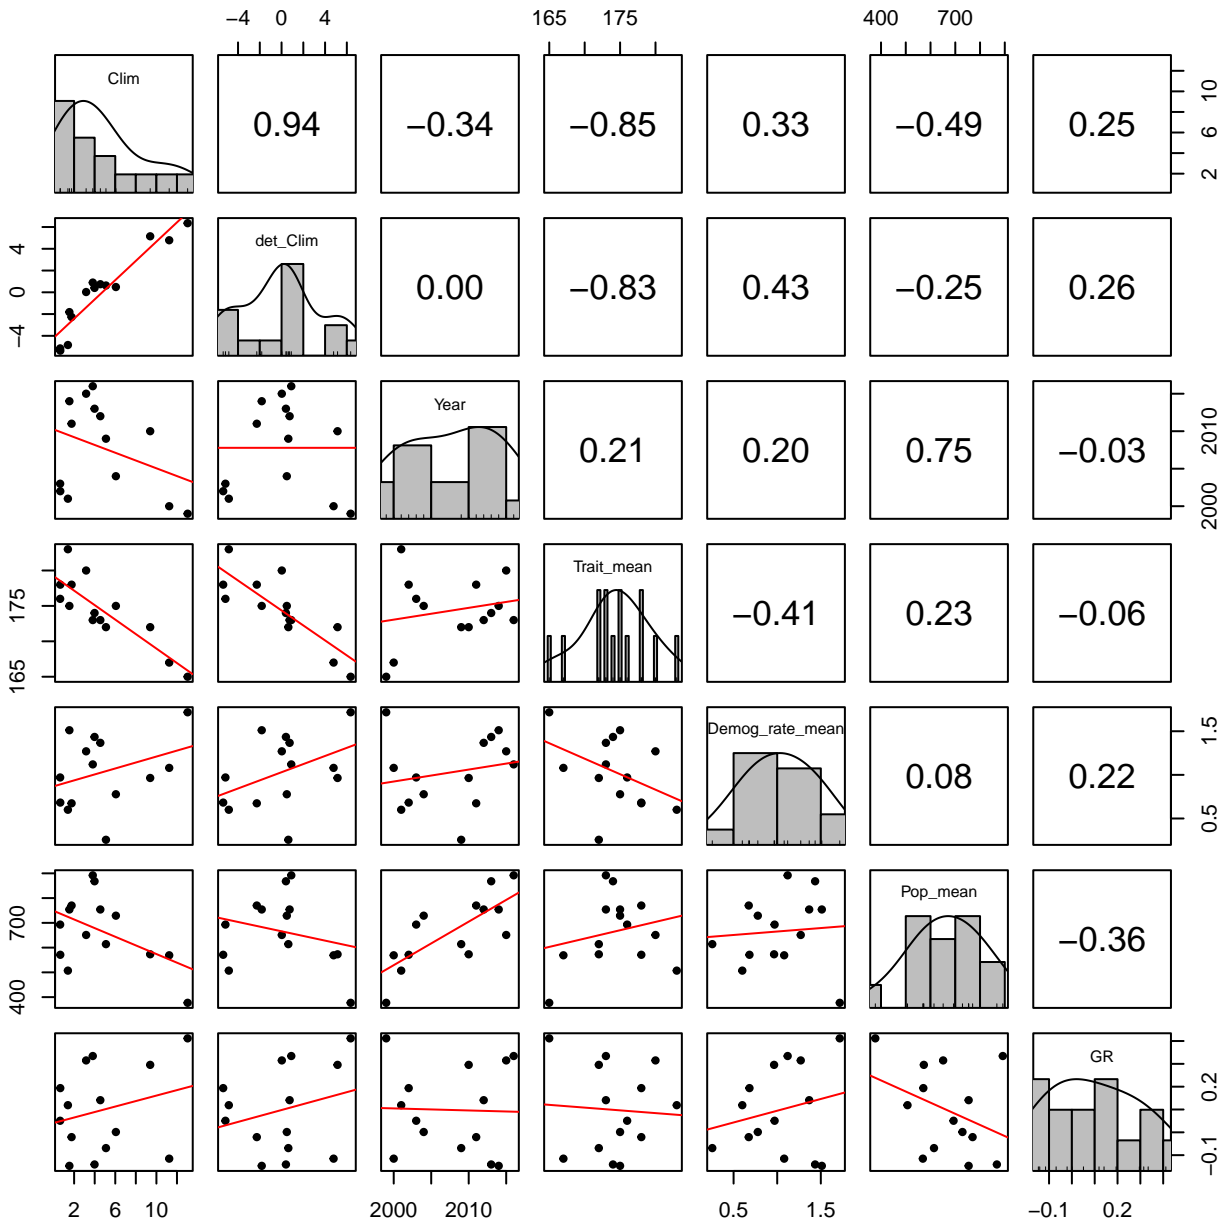 −4 0 4 165 175 400 700
Clim 0.94 −0.34 −0.85 0.33 −0.49 0.25 2 6 10
−4 0 4 det_Clim 0.00 −0.83 0.43 −0.25 0.26
Year 0.21 0.20 0.75 −0.03 2000 2010
165 175 Trait_mean −0.41 0.23 −0.06
Demog_rate_mean 0.08 0.22 0.5 1.5
400 700 Pop_mean −0.36
GR −0.1 0.2
2 6 10 2000 2010 0.5 1.5 −0.1 0.2